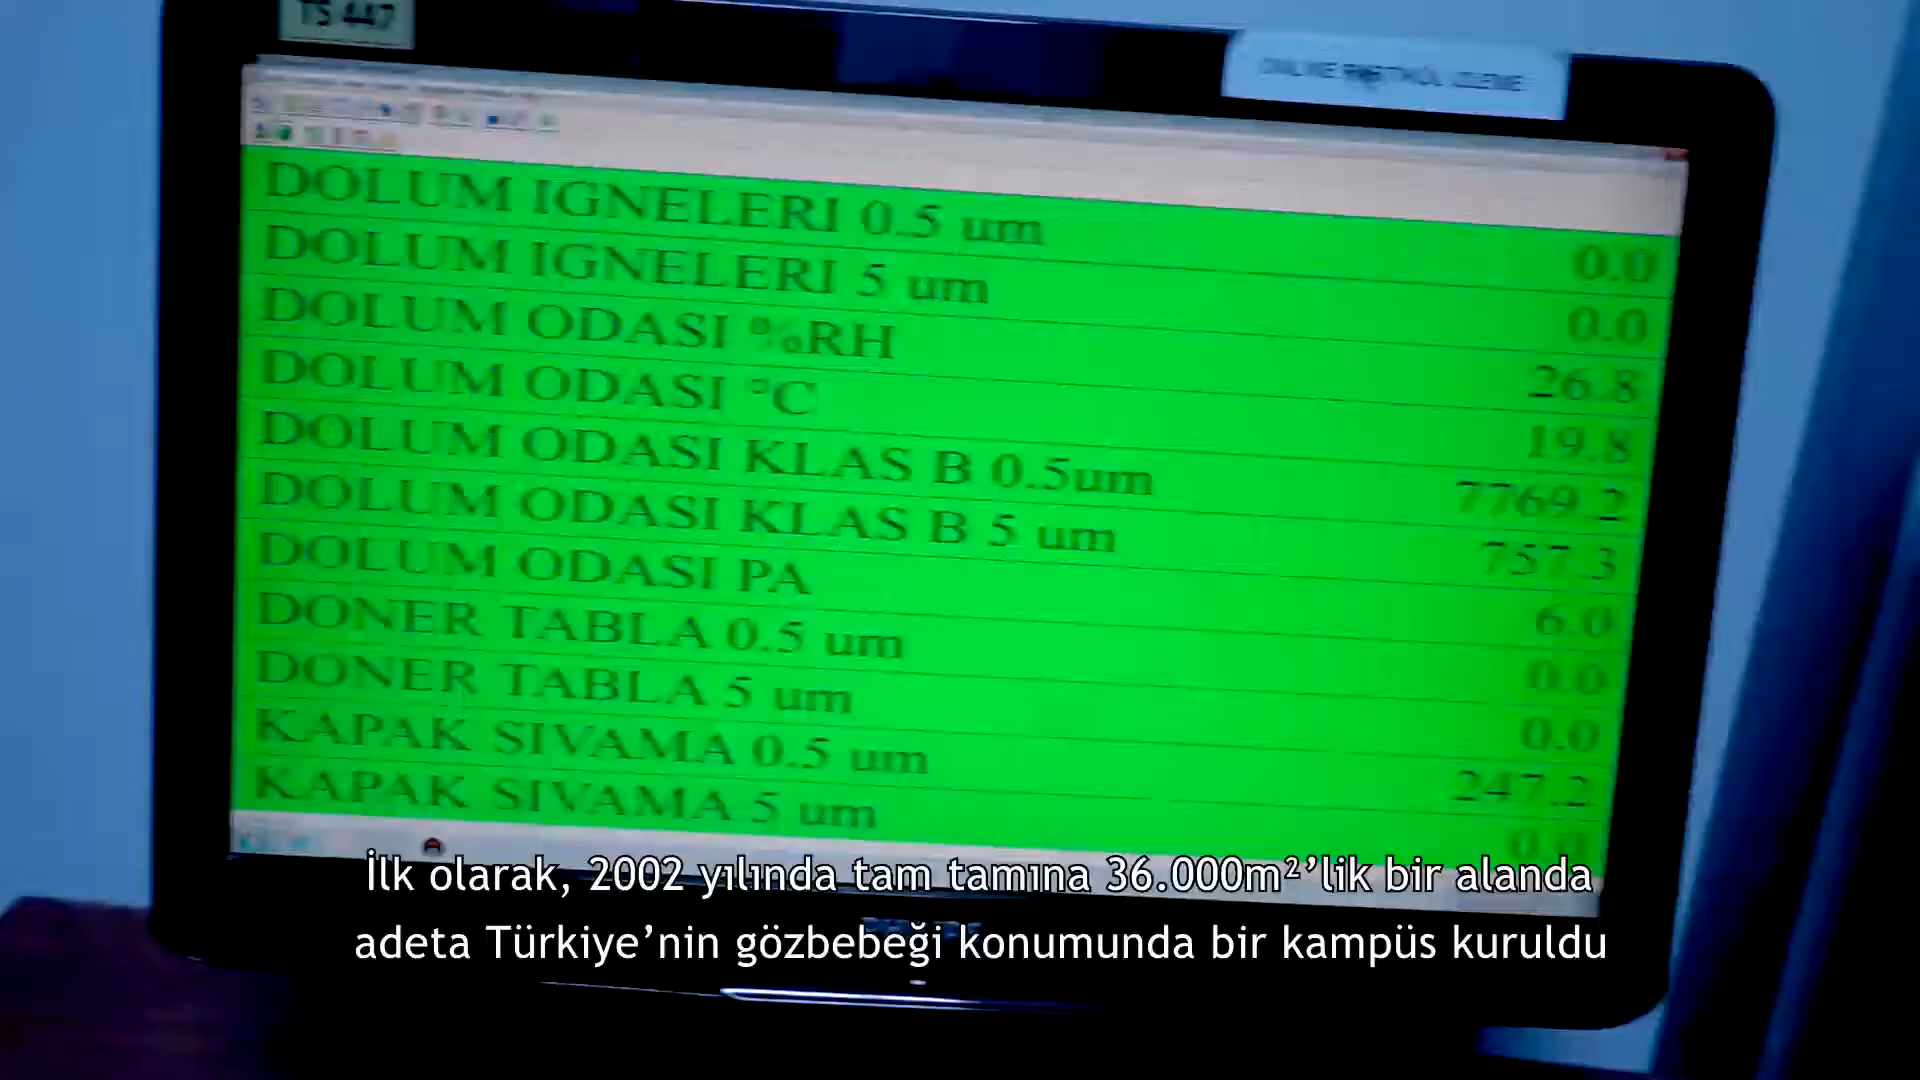 TS 447
DOLUM IGNELERI 0.5 um 0.0
DOLUM IGNELERI 5 um 0.0
DOLUM ODASI %RH 26.8
DOLUM ODASI °C 19.8
DOLUM ODASI KLAS B 0.5um 7769.2
DOLUM ODASI KLAS B 5 um 757.3
DOLUM ODASI PA 6.0
DONER TABLA 0.5 um 0.0
DONER TABLA 5 um 0.0
KAPAK SIVAMA 0.5 um 247.2
KAPAK SIVAMA 5 um 0.0
İlk olarak, 2002 yılında tam tamına 36.000m²’lik bir alanda
adeta Türkiye’nin gözbebeği konumunda bir kampüs kuruldu